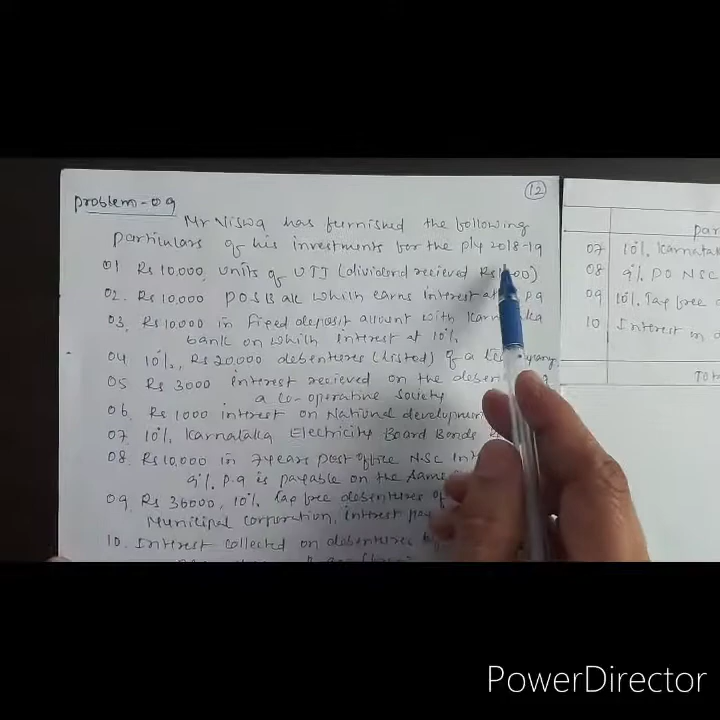 12
problem-09
Mr Viswa has furnished the following
particulars of his investments for the P/Y 2018-19
01 Rs 10,000, units of UTI (dividend recieved Rs
02. Rs 10,000 POSB a/c which earns interest at pa
03. Rs 10,000 in Fixed deposit account with Karnataka
bank on which interest at 10%.
04 10%, Rs 20,000 debentures (listed) of a
05 Rs 3000 interest recieved on the
a co-operative Society
06. Rs 1000 interest on National
07. 10%, Karnataka Electricity Board Bonds
08. Rs 10,000 in 7 years post office NSC
9%. P.a is payable on the same
09. Rs 36000, 10%. Tax free debentures of
Municipal corporation, interest
10. Interest collected on debentures
07 10%, Karnataka
08 9%. PO NSC
09 10%. Tax free
10 Interest on
PowerDirector